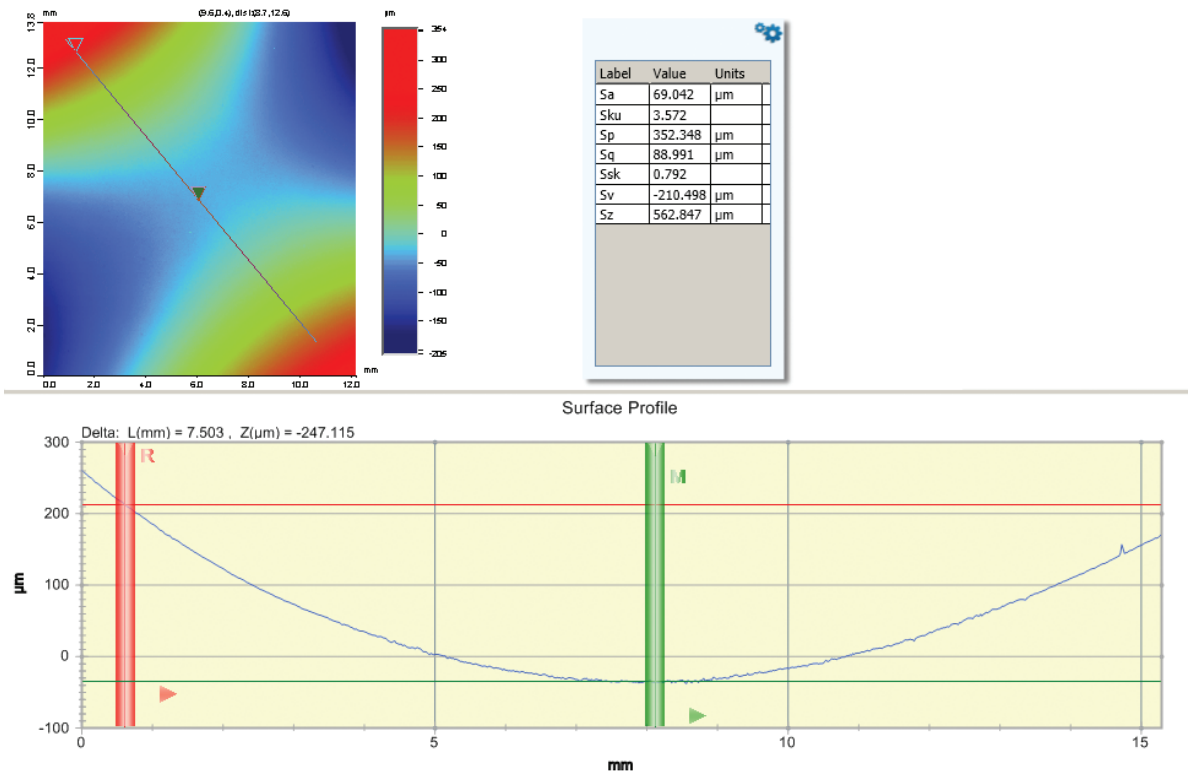 mm
(9.6,0.4), dist(8.7,12.6)
µm
13.8
12.0
10.0
8.0
6.0
4.0
2.0
0.0
0.0 2.0 4.0 6.0 8.0 10.0 12.0
mm
354
300
250
200
150
100
50
0
-50
-100
-150
-205
Label Value Units
Sa 69.042 µm
Sku 3.572
Sp 352.348 µm
Sq 88.991 µm
Ssk 0.792
Sv -210.498 µm
Sz 562.847 µm
Surface Profile
Delta: L(mm) = 7.503 , Z(µm) = -247.115
R
M
300
200
100
0
-100
µm
0 5 10 15
mm